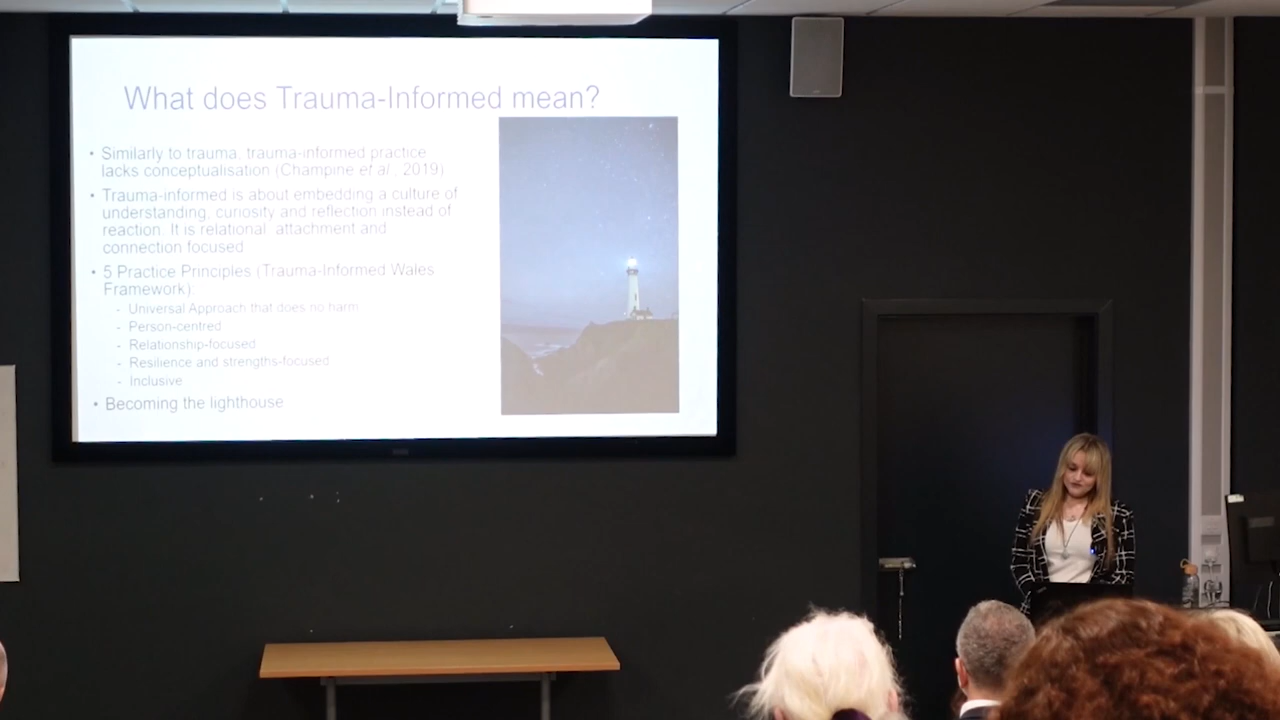 What does Trauma-Informed mean?
• Similarly to trauma, trauma-informed practice
lacks conceptualisation (Champine et al., 2019)
• Trauma-informed is about embedding a culture of
understanding, curiosity and reflection instead of
reaction. It is relational, attachment and
connection focused
• 5 Practice Principles (Trauma-Informed Wales
Framework):
- Universal Approach that does no harm
- Person-centred
- Relationship-focused
- Resilience and strengths-focused
- Inclusive
• Becoming the lighthouse